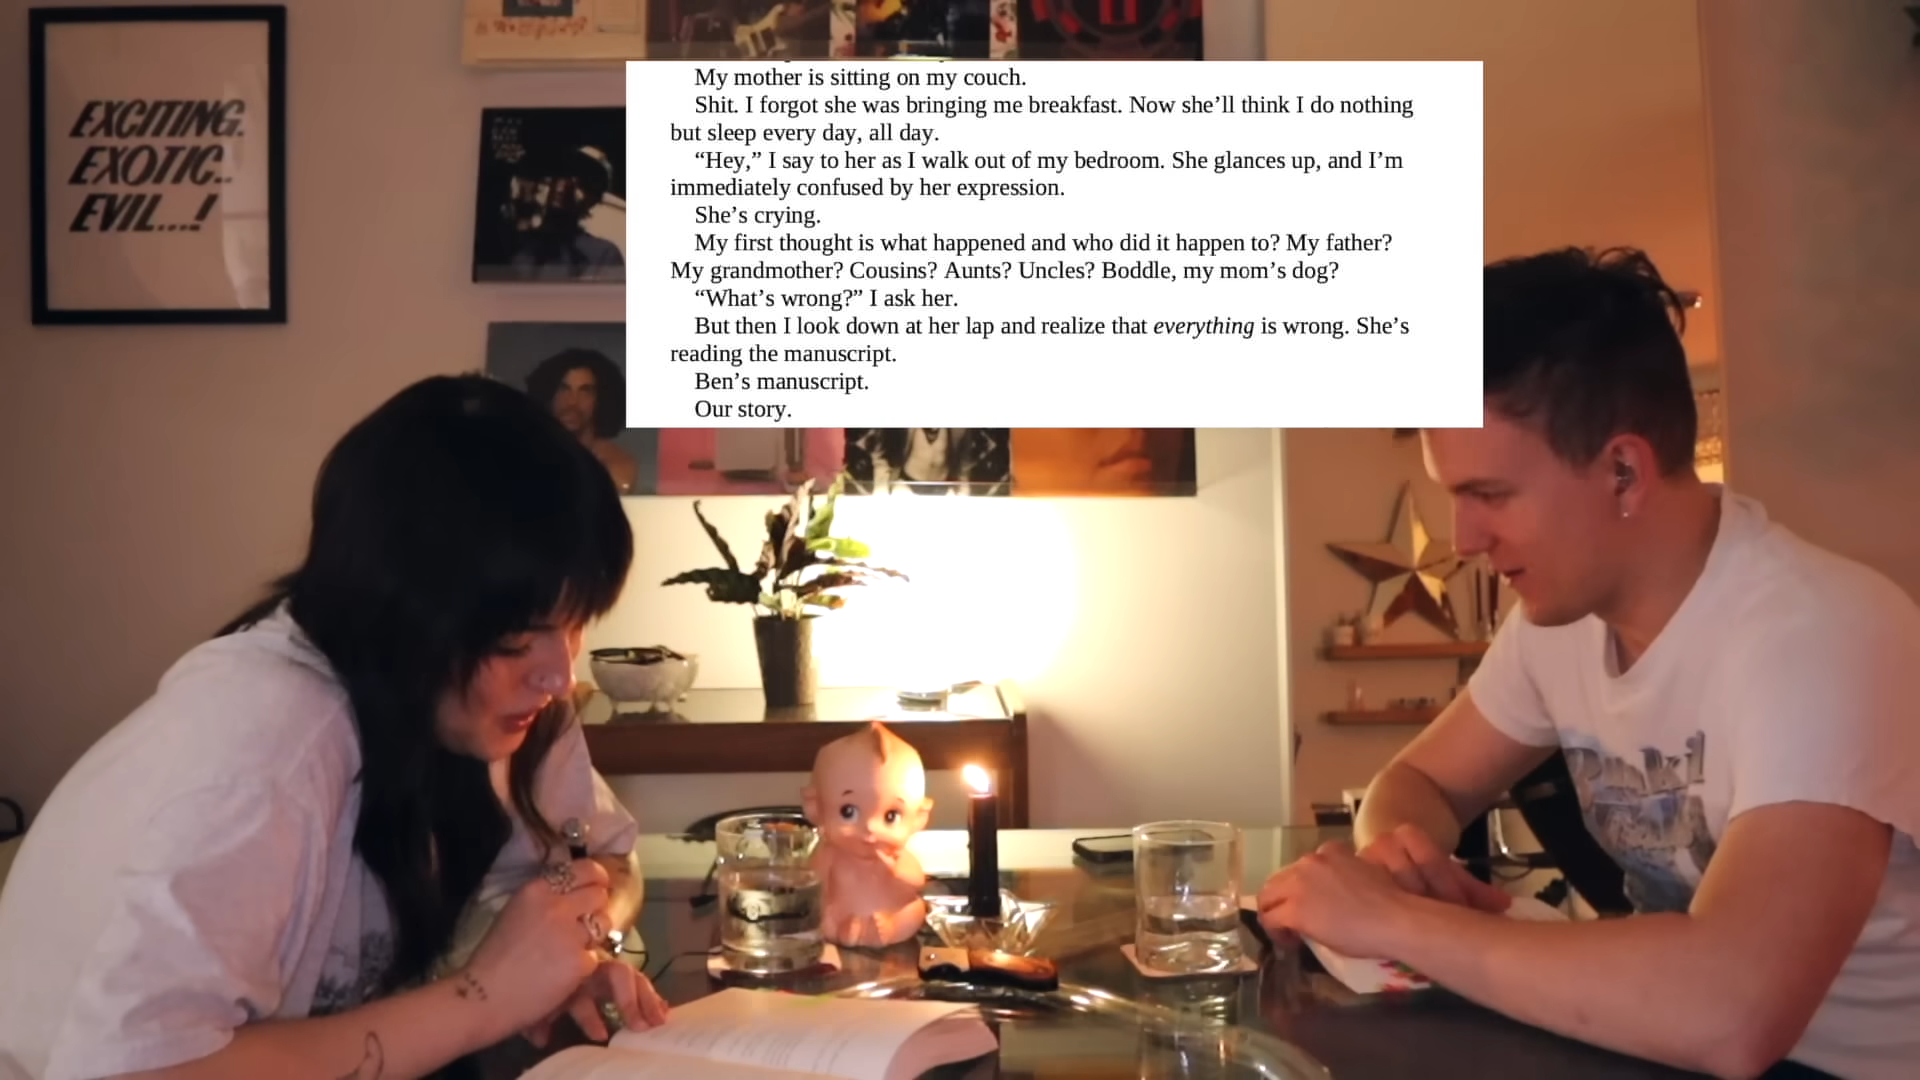 EXCITING.
EXOTIC..
EVIL...!
My mother is sitting on my couch.
Shit. I forgot she was bringing me breakfast. Now she’ll think I do nothing
but sleep every day, all day.
“Hey,” I say to her as I walk out of my bedroom. She glances up, and I’m
immediately confused by her expression.
She’s crying.
My first thought is what happened and who did it happen to? My father?
My grandmother? Cousins? Aunts? Uncles? Boddle, my mom’s dog?
“What’s wrong?” I ask her.
But then I look down at her lap and realize that everything is wrong. She’s
reading the manuscript.
Ben’s manuscript.
Our story.